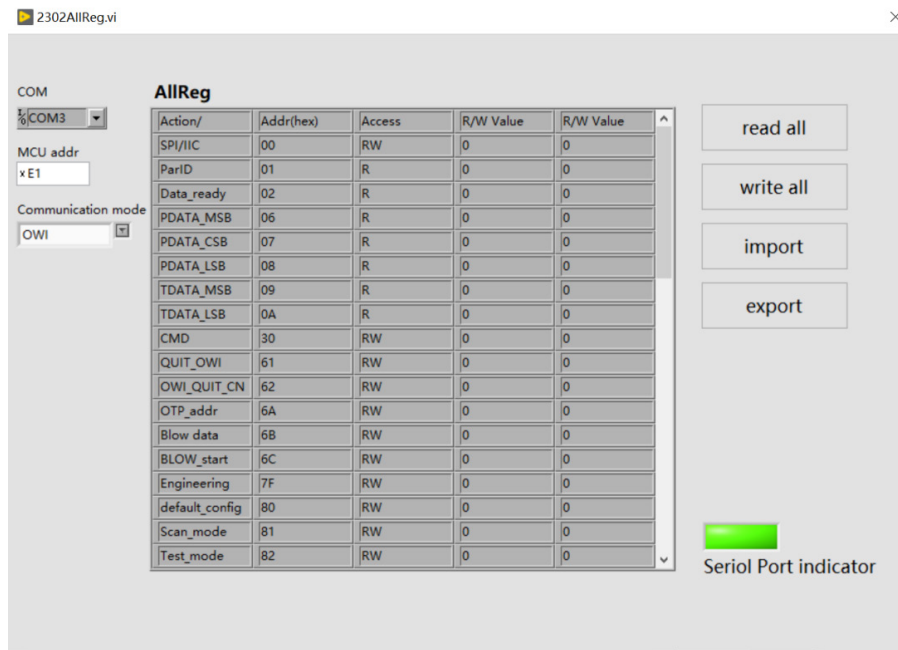 2302AllReg.vi
COM
COM3
MCU addr
x E1
Communication mode
OWI
AllReg
Action/ Addr(hex) Access R/W Value R/W Value
SPI/IIC 00 RW 0 0
ParID 01 R 0 0
Data_ready 02 R 0 0
PDATA_MSB 06 R 0 0
PDATA_CSB 07 R 0 0
PDATA_LSB 08 R 0 0
TDATA_MSB 09 R 0 0
TDATA_LSB 0A R 0 0
CMD 30 RW 0 0
QUIT_OWI 61 RW 0 0
OWI_QUIT_CN 62 RW 0 0
OTP_addr 6A RW 0 0
Blow data 6B RW 0 0
BLOW_start 6C RW 0 0
Engineering 7F RW 0 0
default_config 80 RW 0 0
Scan_mode 81 RW 0 0
Test_mode 82 RW 0 0
read all
write all
import
export
Seriol Port indicator